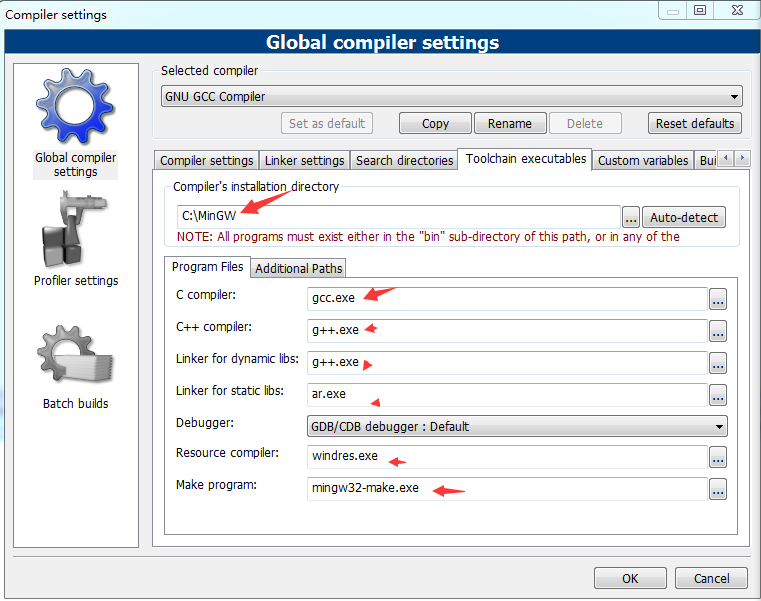 Compiler settings
Global compiler settings
Global compiler
settings
Profiler settings
Batch builds
Selected compiler
GNU GCC Compiler
Set as default
Copy
Rename
Delete
Reset defaults
Compiler settings
Linker settings
Search directories
Toolchain executables
Custom variables
Bui
Compiler's installation directory
C:\MinGW
...
Auto-detect
NOTE: All programs must exist either in the "bin" sub-directory of this path, or in any of the
Program Files
Additional Paths
C compiler:
gcc.exe
...
C++ compiler:
g++.exe
...
Linker for dynamic libs:
g++.exe
...
Linker for static libs:
ar.exe
...
Debugger:
GDB/CDB debugger : Default
Resource compiler:
windres.exe
...
Make program:
mingw32-make.exe
...
OK
Cancel